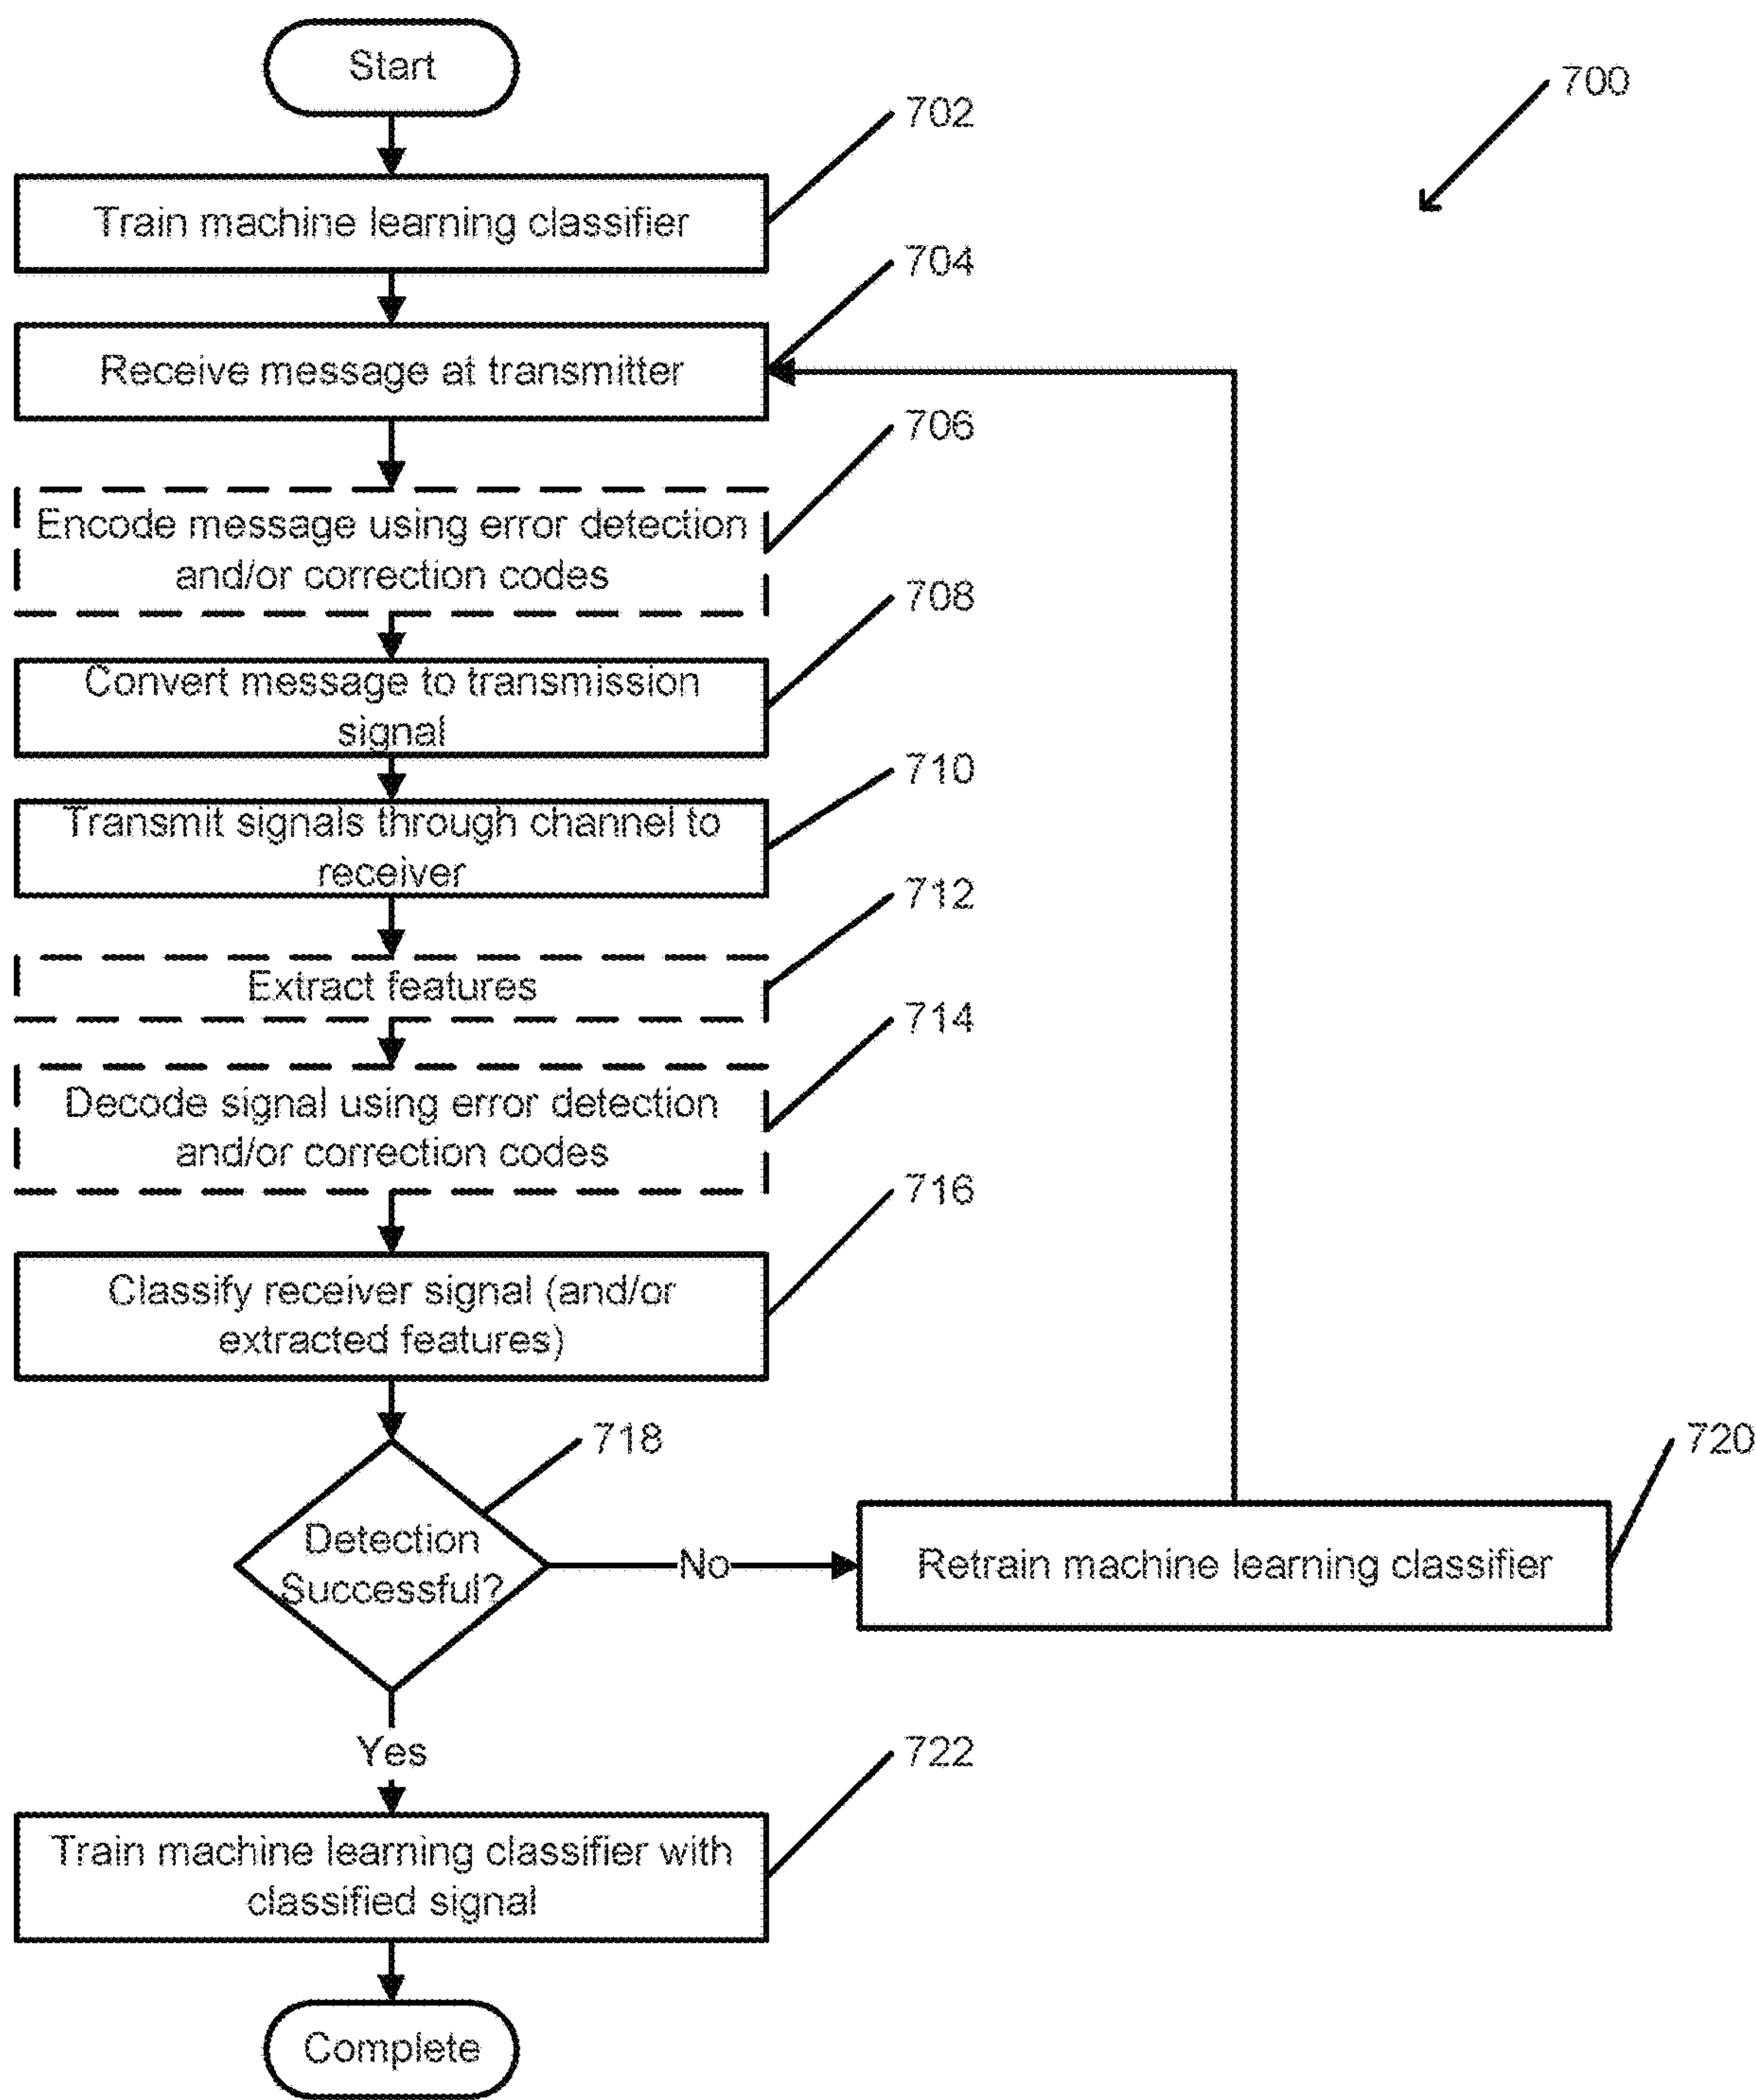 Start
700
702
Train machine learning classifier
704
Receive message at transmitter
706
Encode message using error detection
and/or correction codes
708
Convert message to transmission
signal
710
Transmit signals through channel to
receiver
712
Extract features
714
Decode signal using error detection
and/or correction codes
716
Classify receiver signal (and/or
extracted features)
718
720
Detection
Successful?
No
Retrain machine learning classifier
Yes
722
Train machine learning classifier with
classified signal
Complete